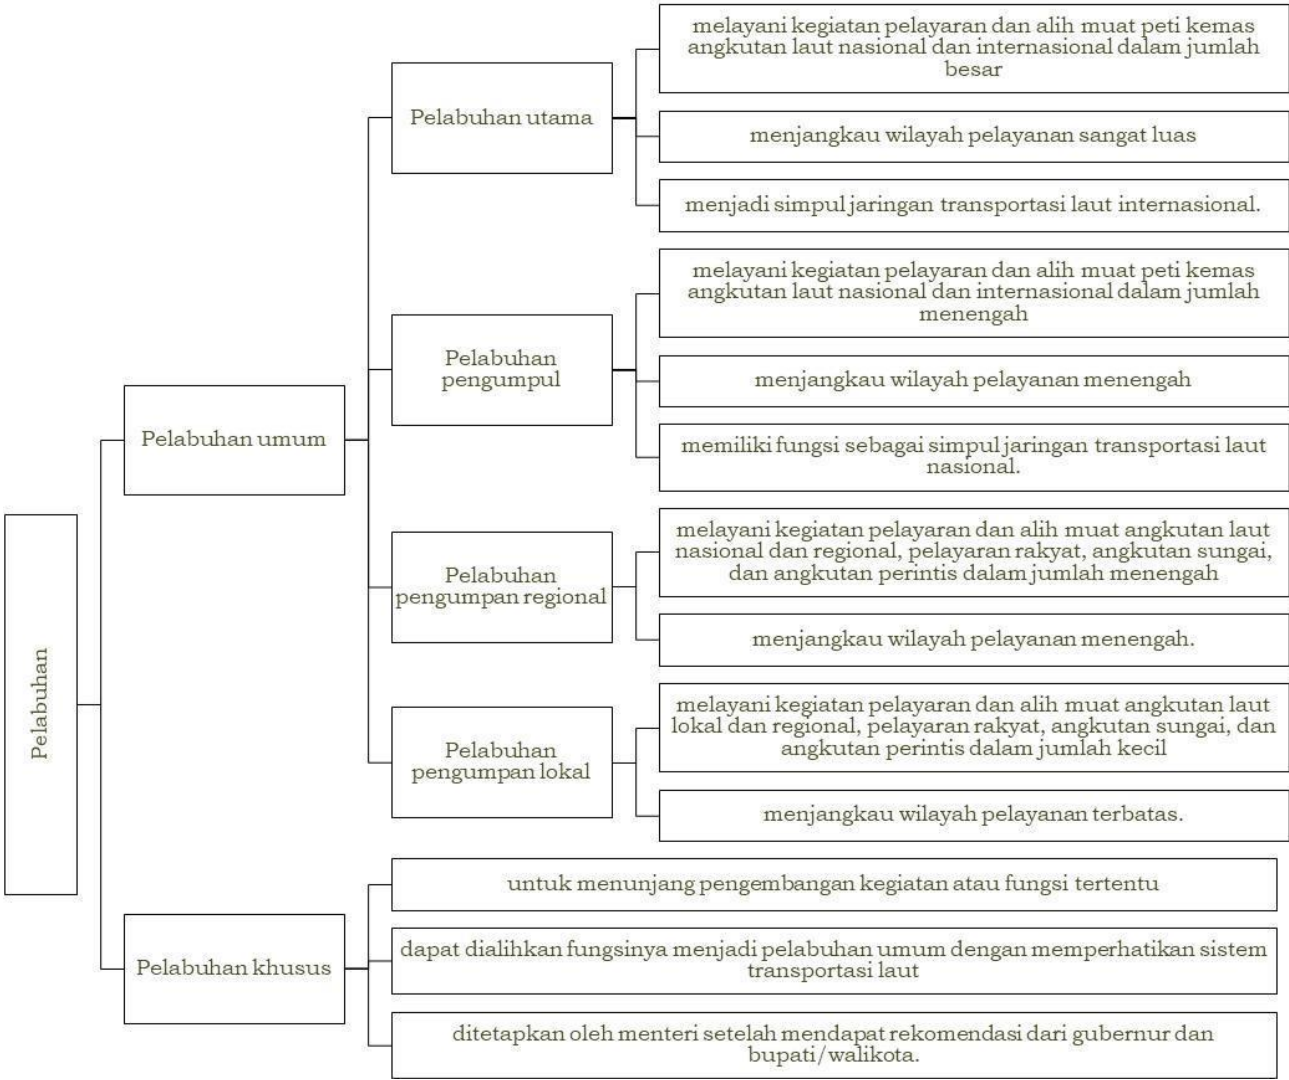 Pelabuhan
Pelabuhan umum
Pelabuhan utama
melayani kegiatan pelayaran dan alih muat peti kemas
angkutan laut nasional dan internasional dalam jumlah
besar
menjangkau wilayah pelayanan sangat luas
menjadi simpul jaringan transportasi laut internasional.
Pelabuhan
pengumpul
melayani kegiatan pelayaran dan alih muat peti kemas
angkutan laut nasional dan internasional dalam jumlah
menengah
menjangkau wilayah pelayanan menengah
memiliki fungsi sebagai simpul jaringan transportasi laut
nasional.
Pelabuhan
pengumpan regional
melayani kegiatan pelayaran dan alih muat angkutan laut
nasional dan regional, pelayaran rakyat, angkutan sungai,
dan angkutan perintis dalam jumlah menengah
menjangkau wilayah pelayanan menengah.
Pelabuhan
pengumpan lokal
melayani kegiatan pelayaran dan alih muat angkutan laut
lokal dan regional, pelayaran rakyat, angkutan sungai, dan
angkutan perintis dalam jumlah kecil
menjangkau wilayah pelayanan terbatas.
Pelabuhan khusus
untuk menunjang pengembangan kegiatan atau fungsi tertentu
dapat dialihkan fungsinya menjadi pelabuhan umum dengan memperhatikan sistem
transportasi laut
ditetapkan oleh menteri setelah mendapat rekomendasi dari gubernur dan
bupati/walikota.